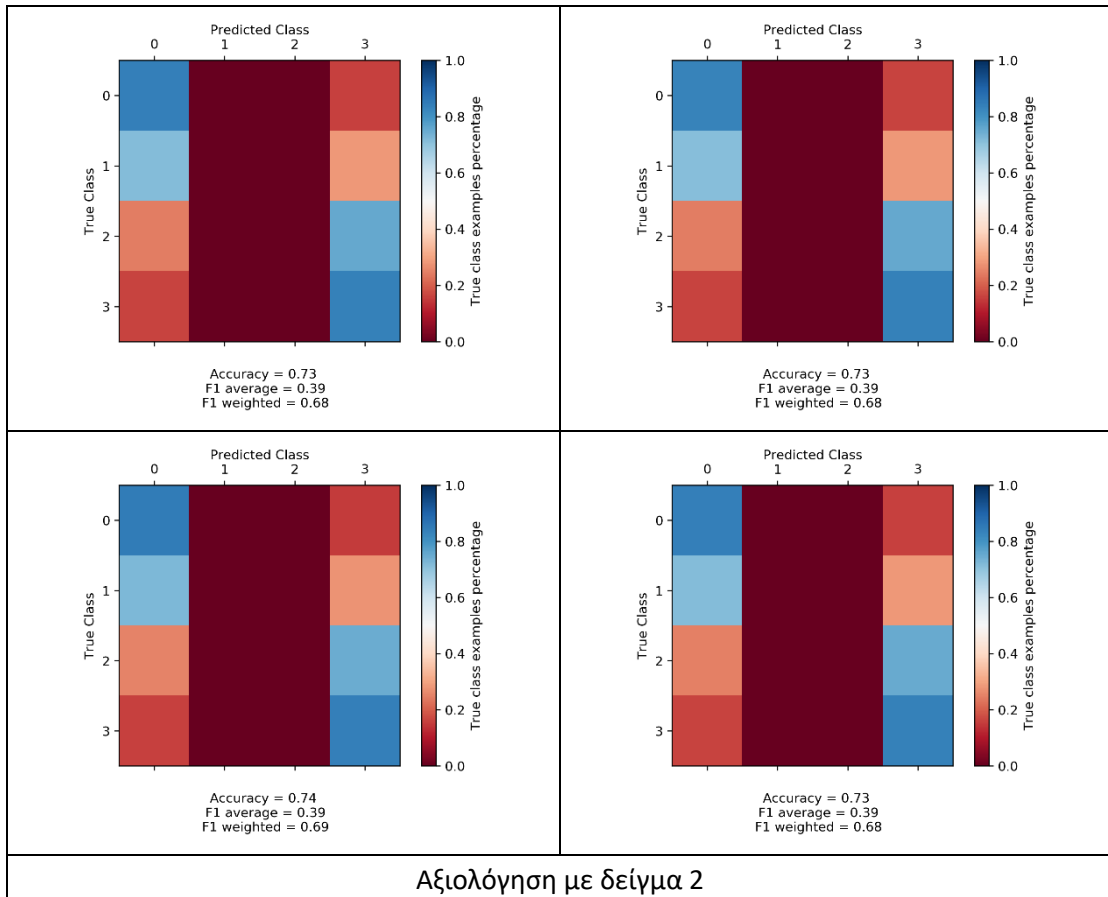 Predicted Class
0 1 2 3
0
1
2
3
True Class
1.0
0.8
0.6
0.4
0.2
0.0
True class examples percentage
Accuracy = 0.73
F1 average = 0.39
F1 weighted = 0.68
Predicted Class
0 1 2 3
0
1
2
3
True Class
1.0
0.8
0.6
0.4
0.2
0.0
True class examples percentage
Accuracy = 0.73
F1 average = 0.39
F1 weighted = 0.68
Predicted Class
0 1 2 3
0
1
2
3
True Class
1.0
0.8
0.6
0.4
0.2
0.0
True class examples percentage
Accuracy = 0.74
F1 average = 0.39
F1 weighted = 0.69
Predicted Class
0 1 2 3
0
1
2
3
True Class
1.0
0.8
0.6
0.4
0.2
0.0
True class examples percentage
Accuracy = 0.73
F1 average = 0.39
F1 weighted = 0.68
Αξιολόγηση με δείγμα 2